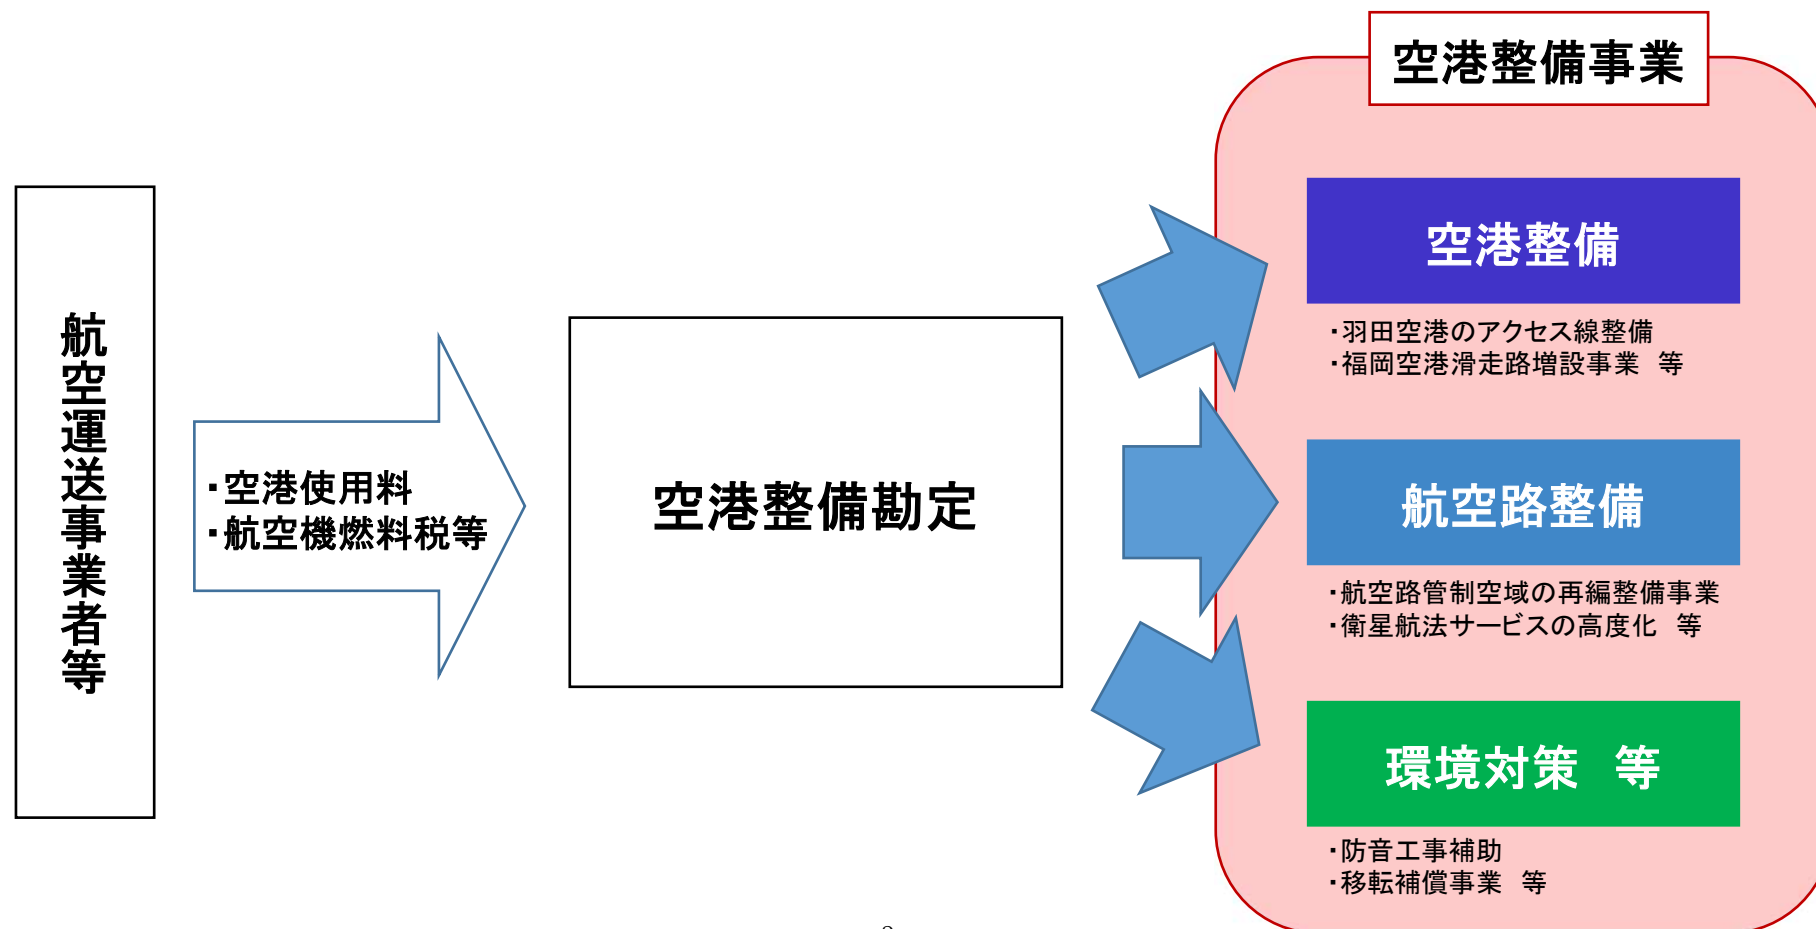 空港整備事業
航空運送事業者等
・空港使用料
・航空機燃料税等
空港整備勘定
空港整備
・羽田空港のアクセス線整備
・福岡空港滑走路増設事業　等
航空路整備
・航空路管制空域の再編整備事業
・衛星航法サービスの高度化　等
環境対策　等
・防音工事補助
・移転補償事業　等